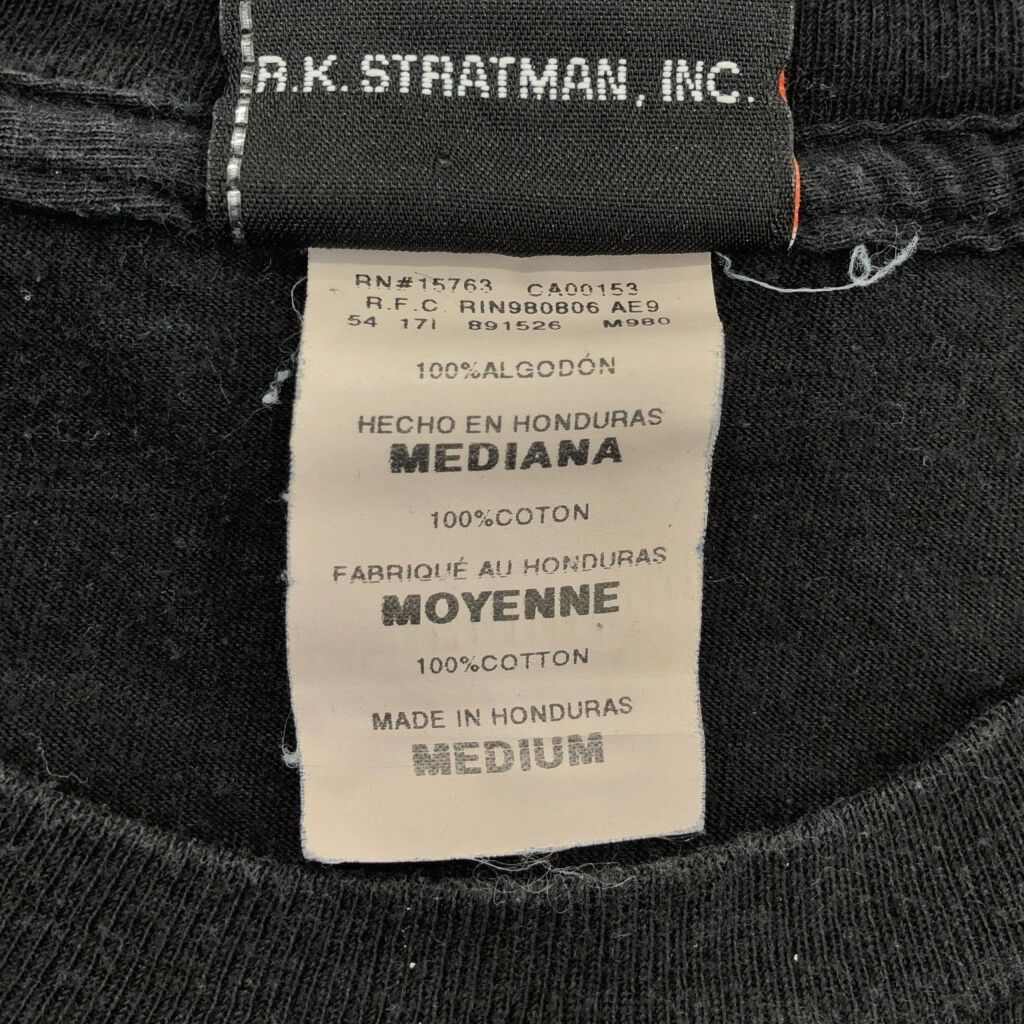 R.K. STRATMAN, INC.
RN#15763 CA00153
R.F.C. RIN980806 AE9
54 17I 891526 M980
100%ALGODÓN
HECHO EN HONDURAS
MEDIANA
100%COTON
FABRIQUÉ AU HONDURAS
MOYENNE
100%COTTON
MADE IN HONDURAS
MEDIUM